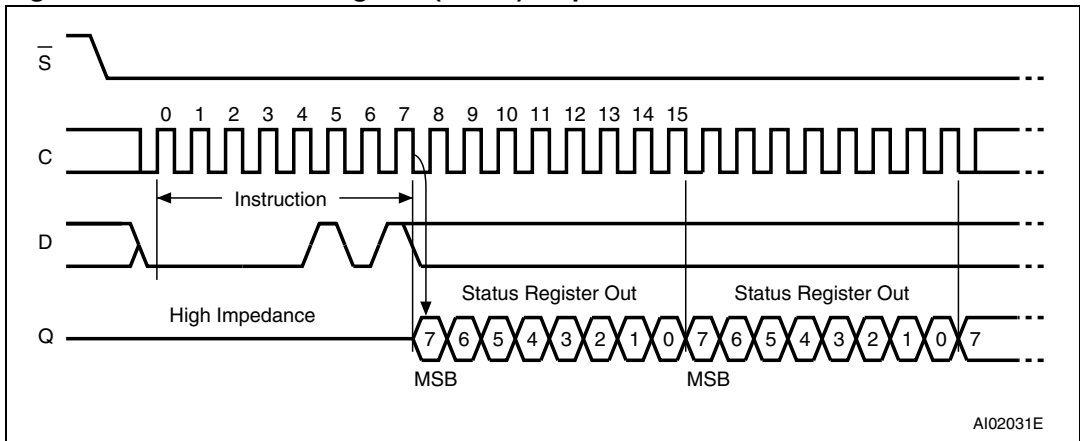 S
0 1 2 3 4 5 6 7 8 9 10 11 12 13 14 15
C
Instruction
D
Status Register Out Status Register Out
High Impedance
Q 7 6 5 4 3 2 1 0 7 6 5 4 3 2 1 0 7
MSB MSB
AI02031E